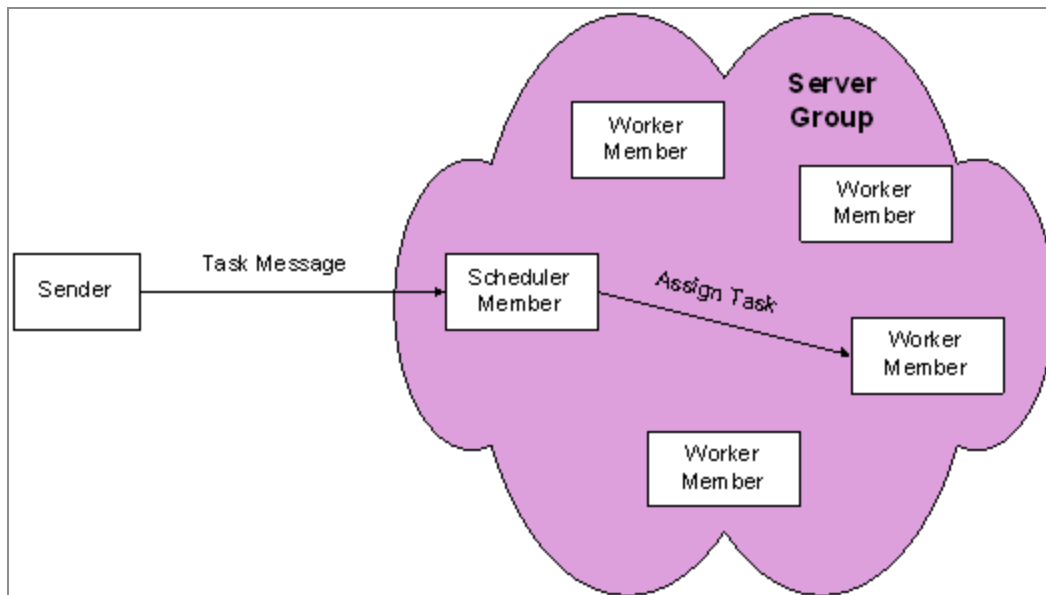 Server
Group
Worker
Member
Worker
Member
Task Message
Sender
Scheduler
Member
Assign Task
Worker
Member
Worker
Member